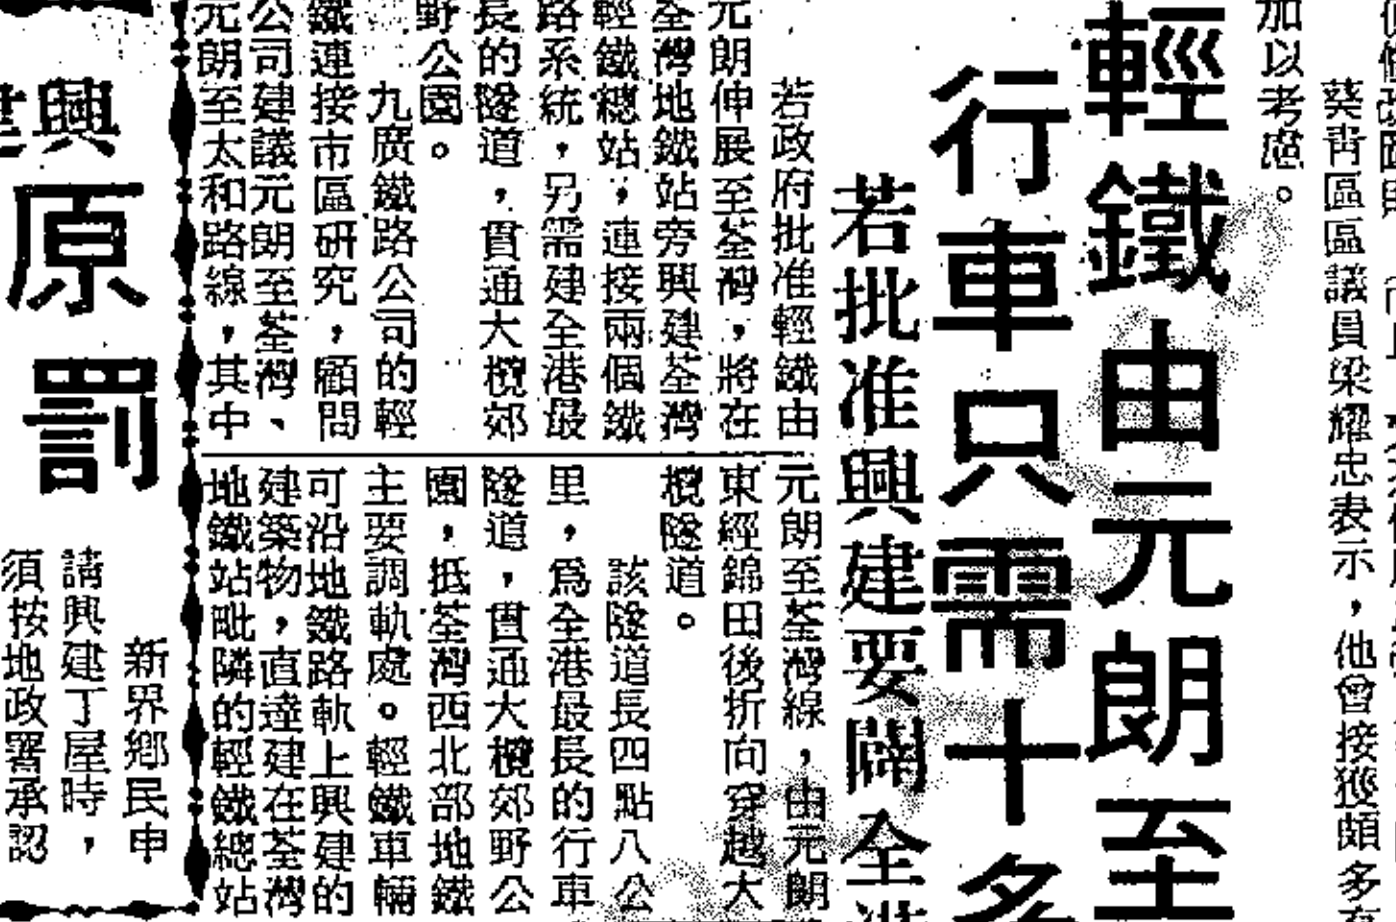 加以考慮。
葵青區區議員梁耀忠表示，他曾接獲頗多
輕鐵由元朗至
行車只需十多
若批准興建要闢全港
若政府批准輕鐵由
元朗伸展至荃灣，將在
荃灣地鐵站旁興建荃灣
輕鐵總站，連接兩個鐵
路系統，另需建全港最
長的隧道，貫通大欖郊
野公園。
九廣鐵路公司的輕
鐵連接市區研究，顧問
公司建議元朗至荃灣、
元朗至太和路線，其中
元朗至荃灣線，由元朗
東經錦田後折向穿越大
欖隧道。
該隧道長四點八公
里，爲全港最長的行車
隧道，貫通大欖郊野公
園，抵荃灣西北部地鐵
主要調軌處。輕鐵車輛
可沿地鐵路軌上興建的
建築物，直達建在荃灣
地鐵站毗隣的輕鐵總站
興
原
罰
新界鄉民申
請興建丁屋時，
須按地政署承認